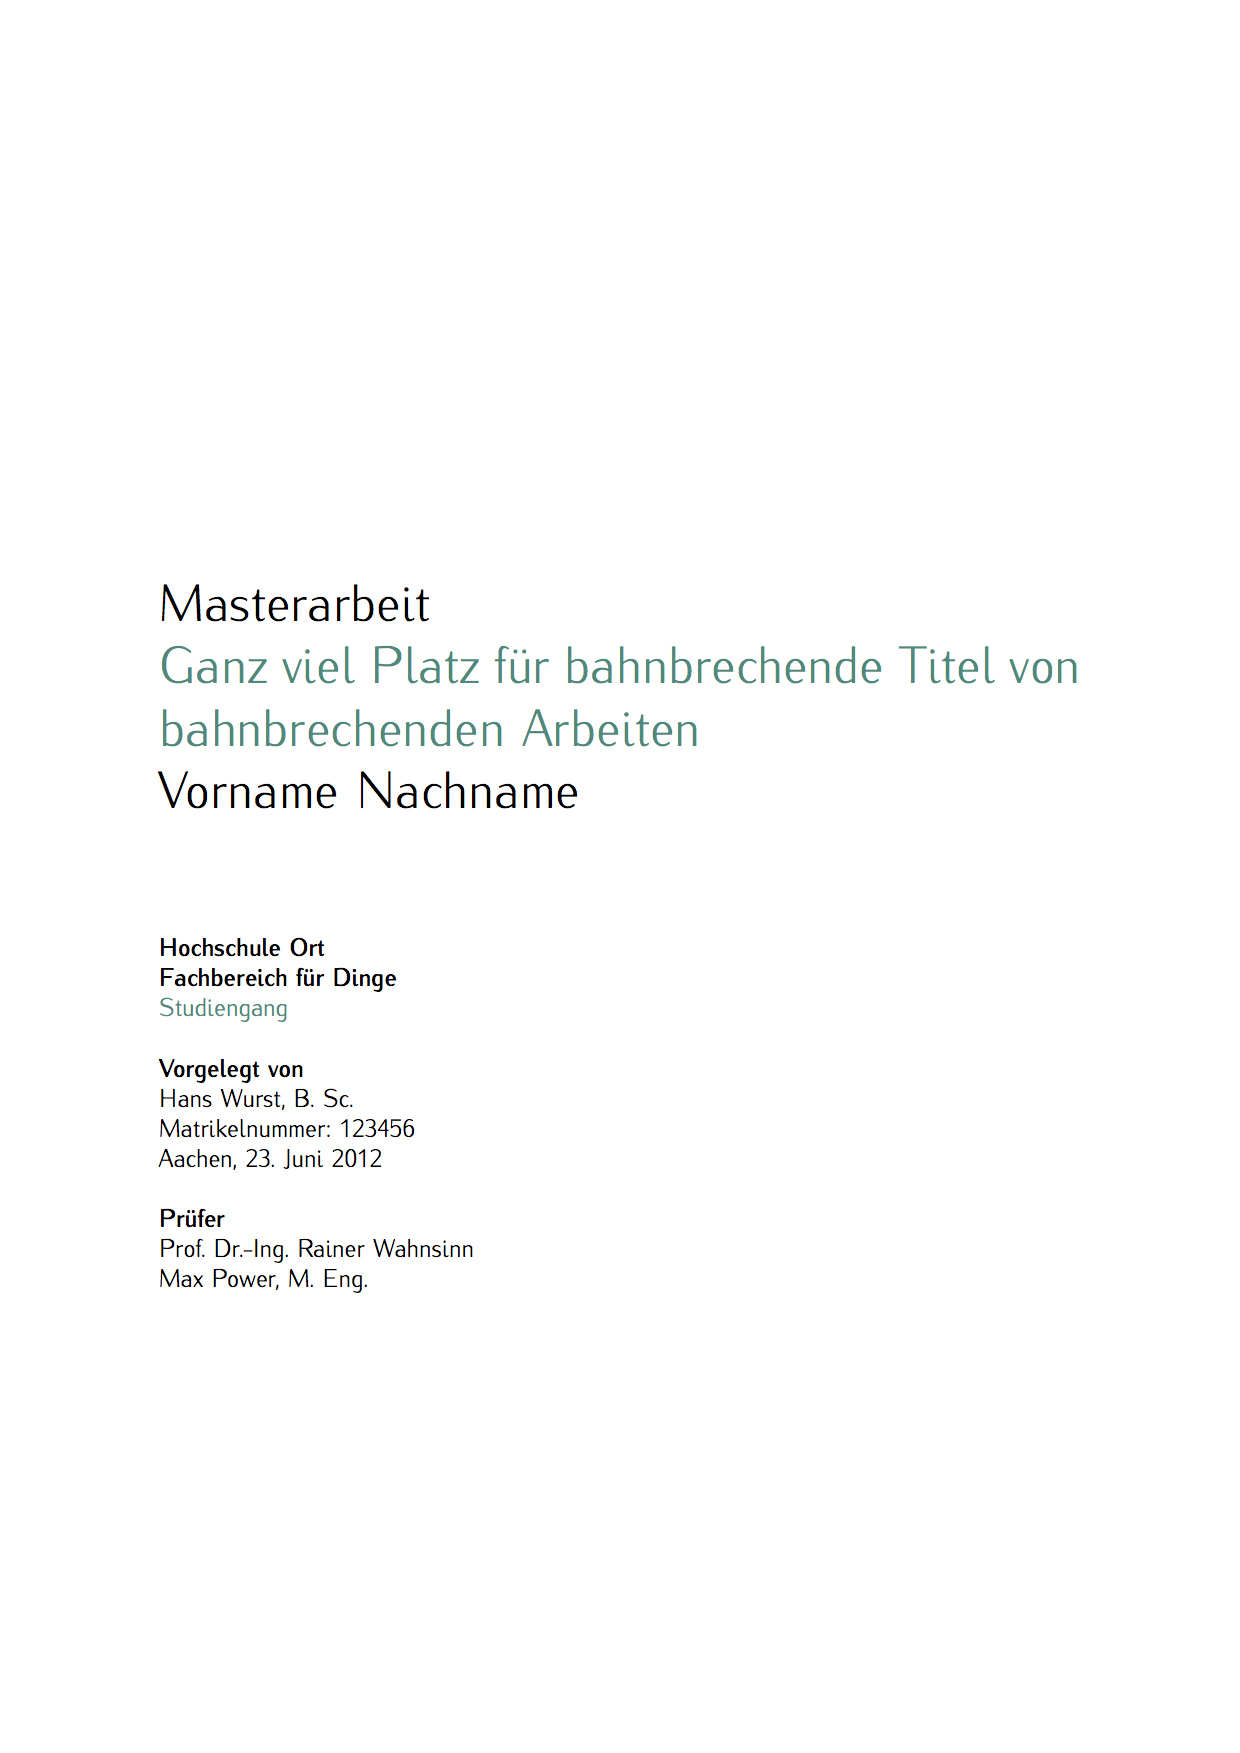 Masterarbeit
Ganz viel Platz für bahnbrechende Titel von
bahnbrechenden Arbeiten
Vorname Nachname
Hochschule Ort
Fachbereich für Dinge
Studiengang
Vorgelegt von
Hans Wurst, B. Sc.
Matrikelnummer: 123456
Aachen, 23. Juni 2012
Prüfer
Prof. Dr.-Ing. Rainer Wahnsinn
Max Power, M. Eng.